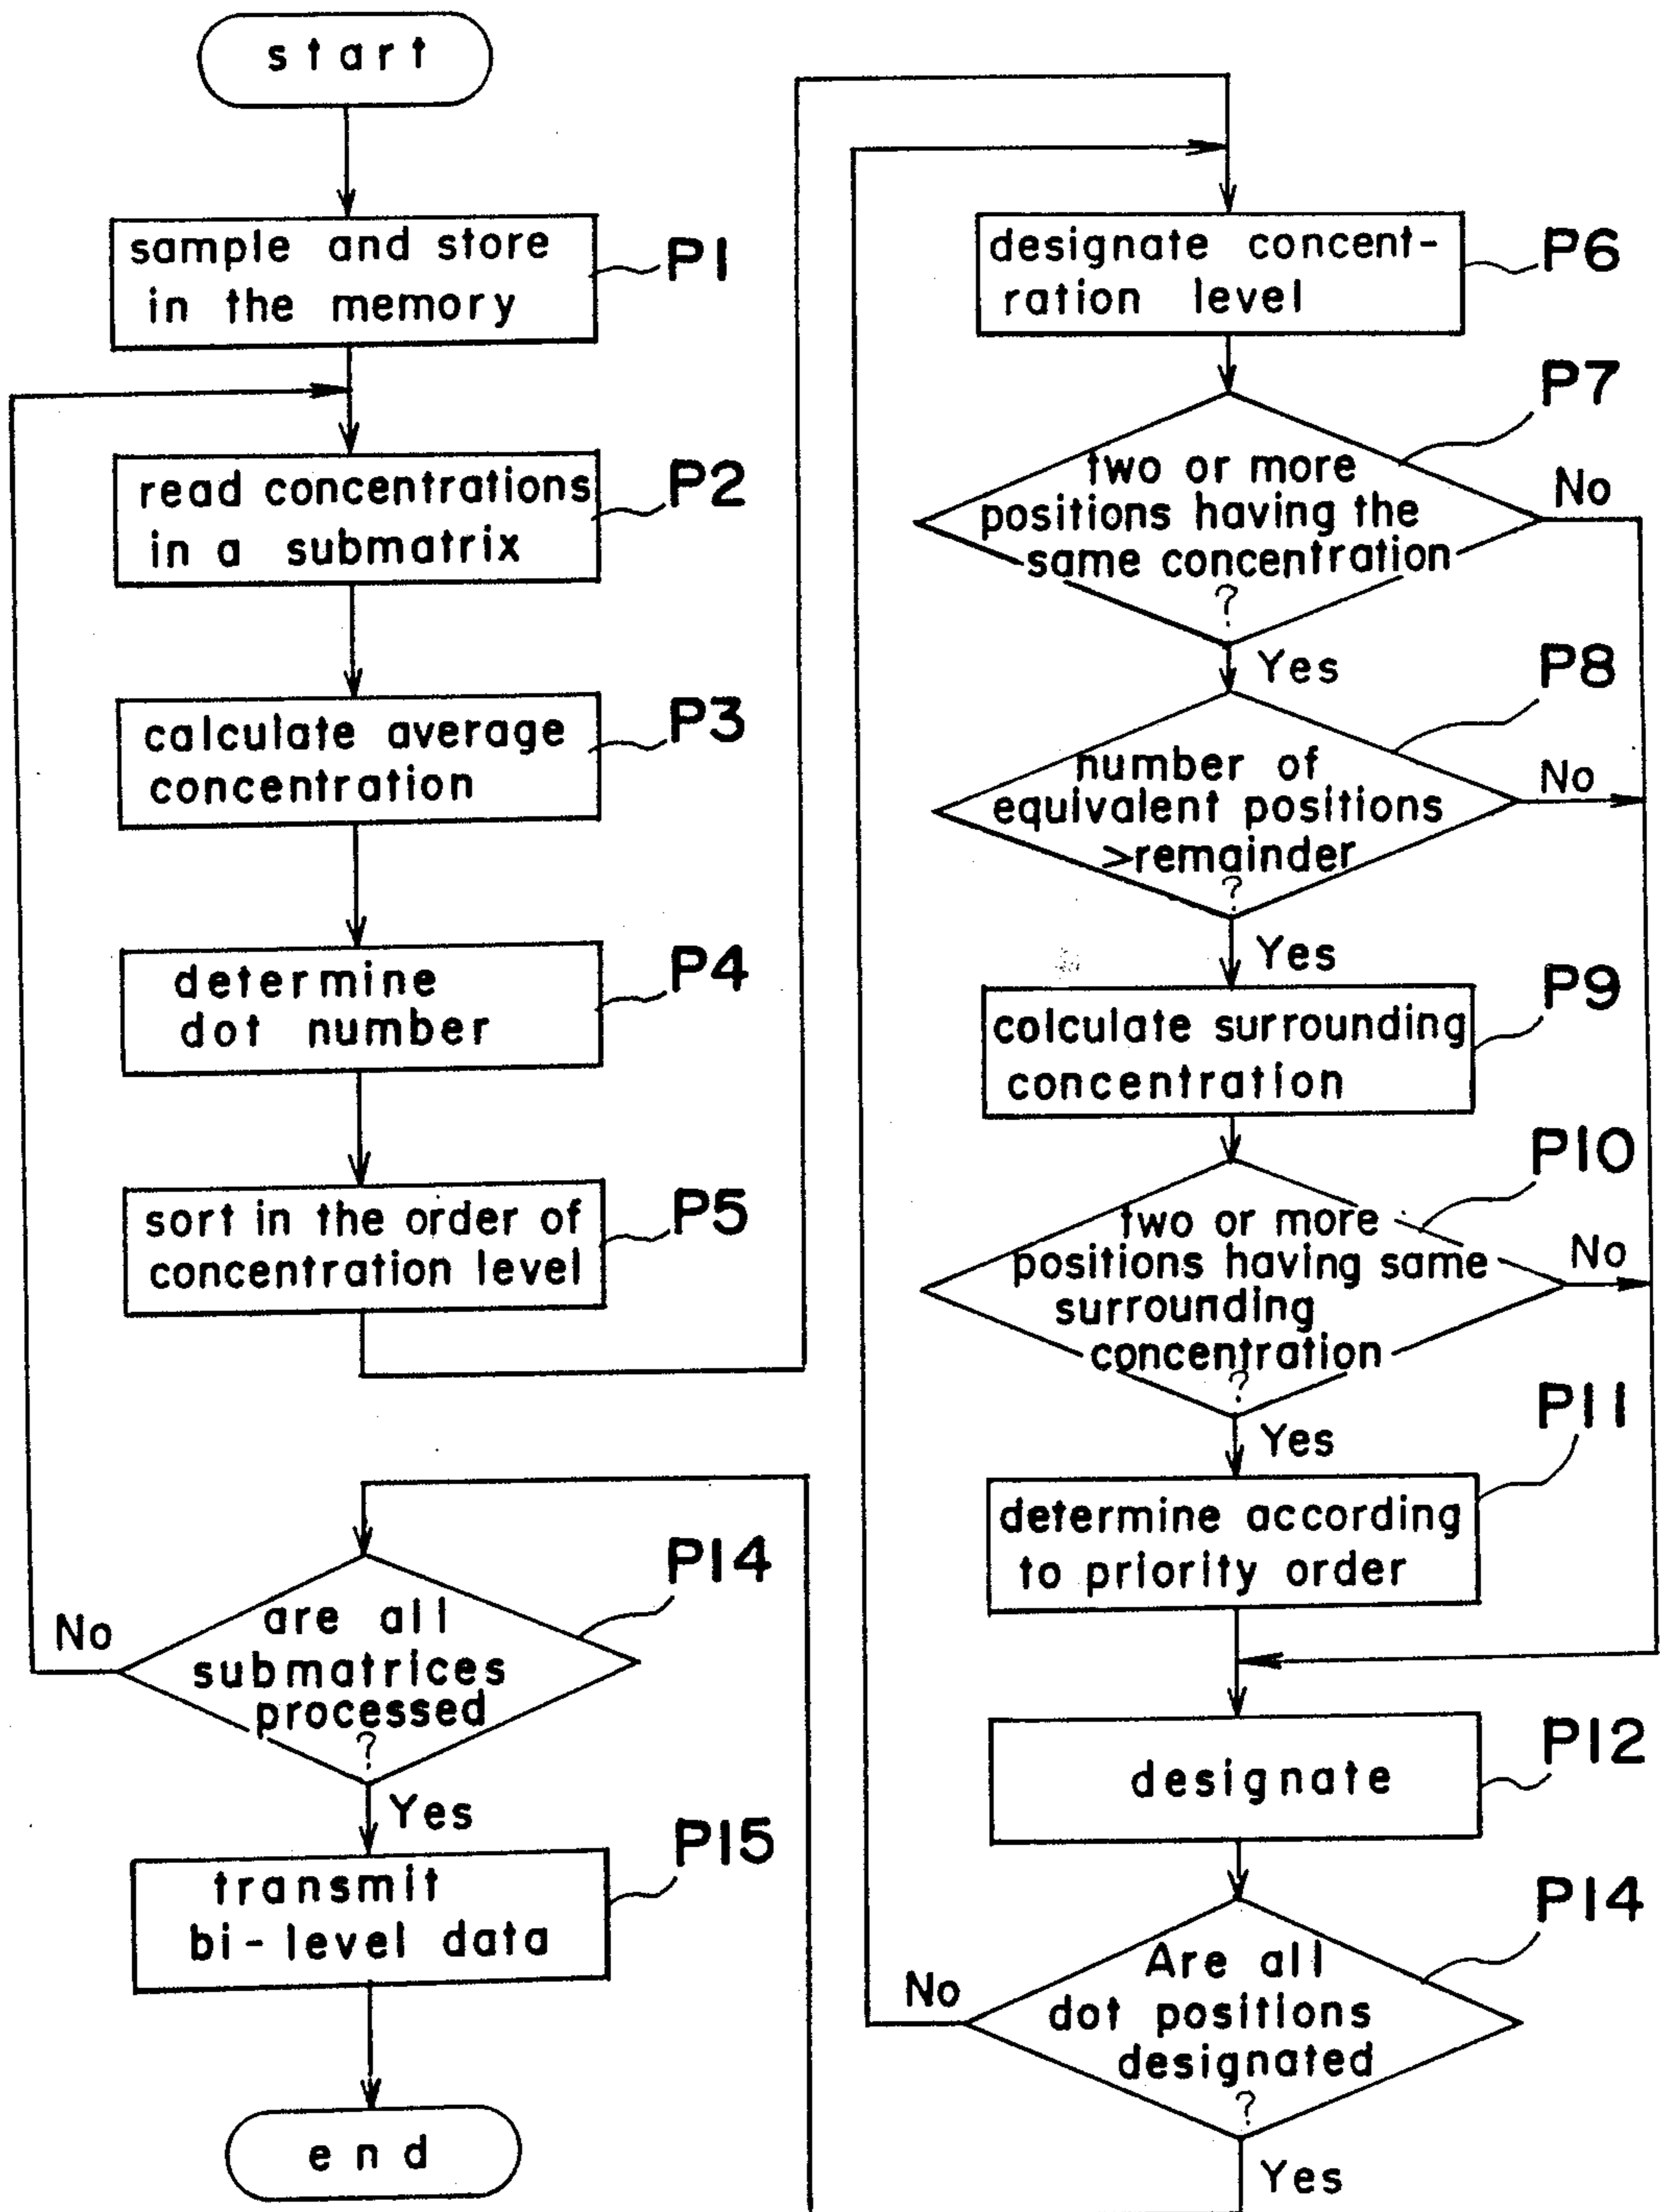 start
sample and store
in the memory
P1
read concentrations
in a submatrix
P2
calculate average
concentration
P3
determine
dot number
P4
sort in the order of
concentration level
P5
designate concent-
ration level
P6
two or more
positions having the
same concentration
?
P7
No
Yes
number of
equivalent positions
>remainder
?
P8
No
Yes
colculate surrounding
concentration
P9
two or more
positions having same
surrounding
concentration
?
P10
No
Yes
determine according
to priority order
P11
designate
P12
Are all
dot positions
designated
?
P14
No
Yes
are all
submatrices
processed
?
P14
No
Yes
transmit
bi-level data
P15
end